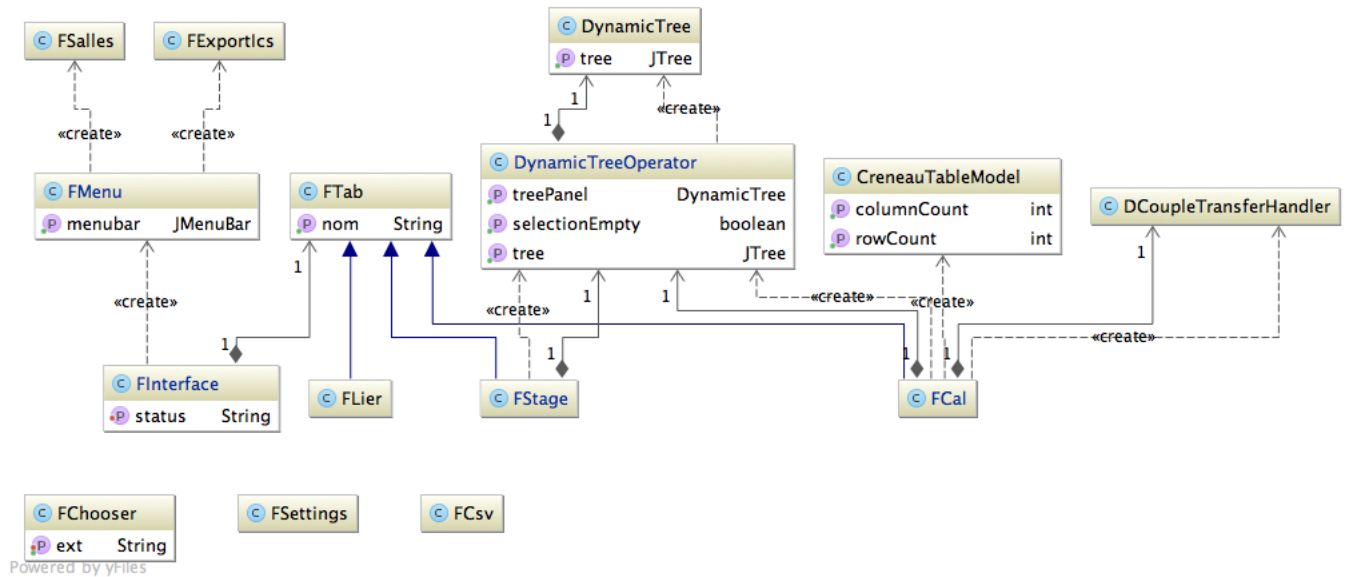 DynamicTree
tree JTree
FSalles
FExportIcs
1
«create»
1
«create»
«create»
DynamicTreeOperator
treePanel DynamicTree
selectionEmpty boolean
tree JTree
CreneauTableModel
columnCount int
rowCount int
FMenu
menubar JMenuBar
FTab
nom String
DCoupleTransferHandler
1
1
1
1
«create»
«create»
«create»
«create»
«create»
1
1
1
1
FInterface
status String
FLier
FStage
FCal
FChooser
ext String
FSettings
FCsv
Powered by yFiles